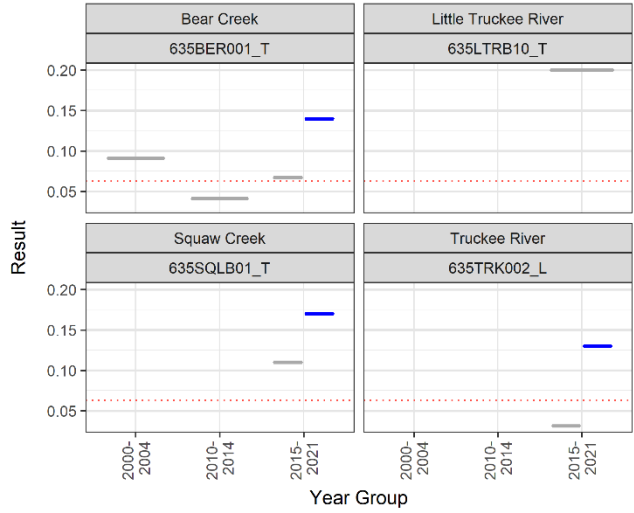 Bear Creek
Little Truckee River
635BER001_T
635LTRB10_T
0.20
0.15
0.10
0.05
Squaw Creek
Truckee River
635SQLB01_T
635TRK002_L
0.20
0.15
0.10
0.05
Result
2000-
2004
2010-
2014
2015-
2021
2000-
2004
2010-
2014
2015-
2021
Year Group